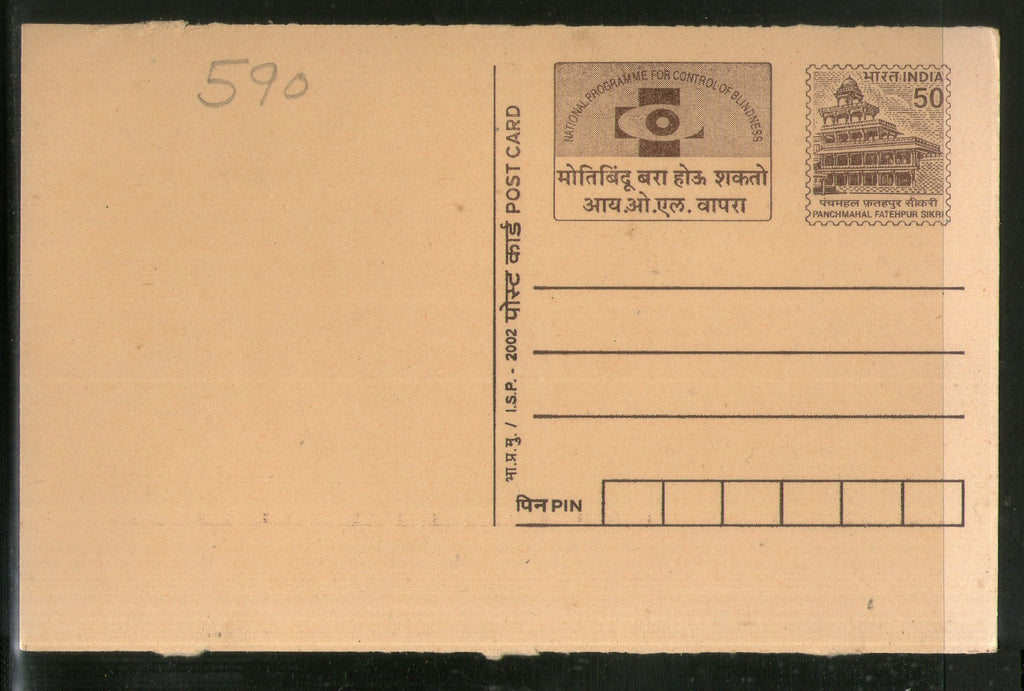 590
NATIONAL PROGRAMME FOR CONTROL OF BLINDNESS
मोतिबिंदू बरा होऊ शकतो
आय.ओ.एल. वापरा
भारत INDIA
50
पंचमहल फ़तहपुर सीकरी
PANCHMAHAL FATEHPUR SIKRI
भा.प्र.मु. / I.S.P. - 2002 पोस्ट कार्ड POST CARD
पिन PIN